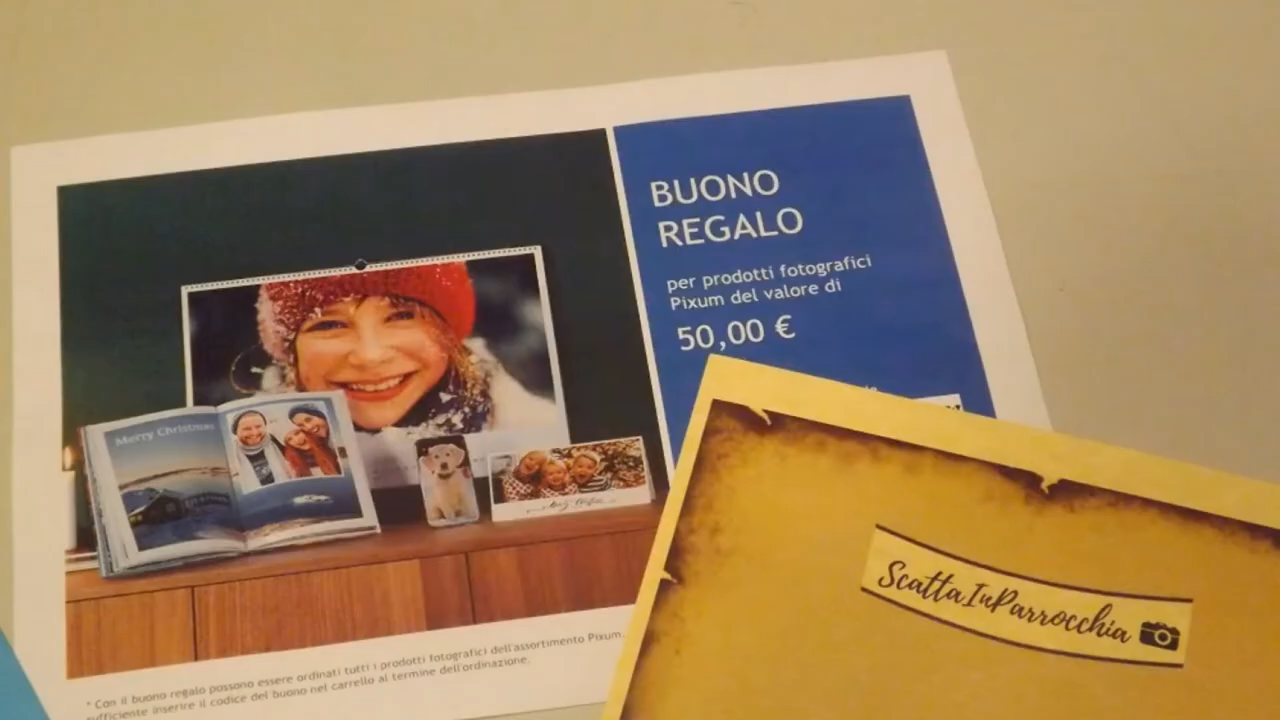 BUONO
REGALO
per prodotti fotografici
Pixum del valore di
50,00 €
Merry Christmas
ScattaInParrocchia
* Con il buono regalo possono essere ordinati tutti i prodotti fotografici dell'assortimento Pixum.
sufficiente inserire il codice del buono nel carrello al termine dell'ordinazione.